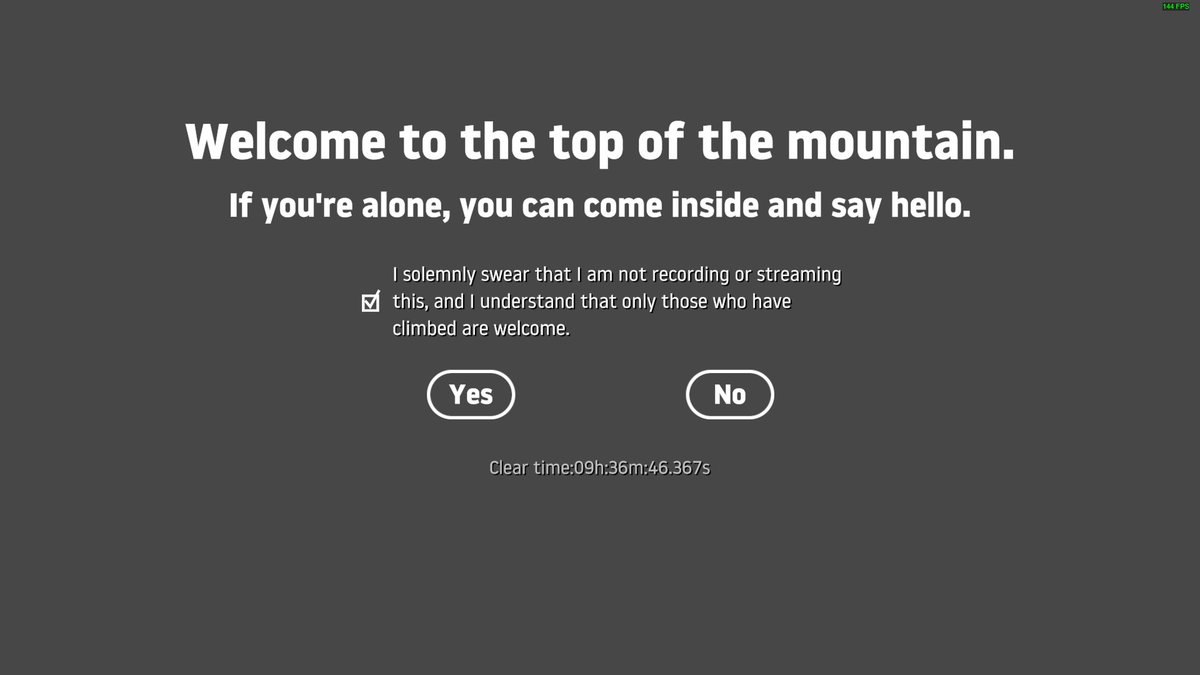 144 FPS
Welcome to the top of the mountain.
If you're alone, you can come inside and say hello.
I solemnly swear that I am not recording or streaming
this, and I understand that only those who have
climbed are welcome.
Yes
No
Clear time:09h:36m:46.367s